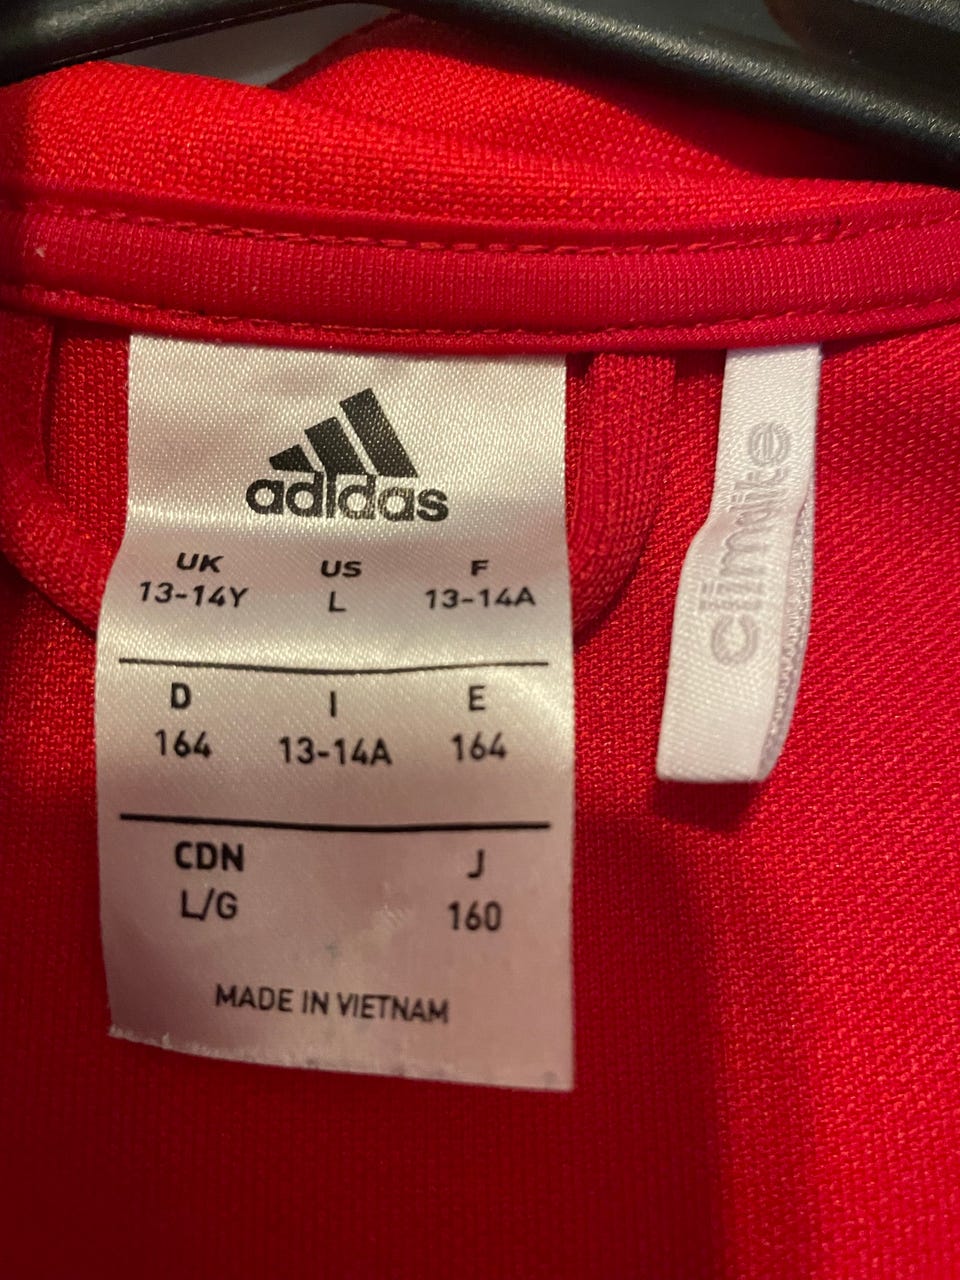 adidas
UK US F
13-14Y L 13-14A
D I E
164 13-14A 164
CDN J
L/G 160
MADE IN VIETNAM
climalite